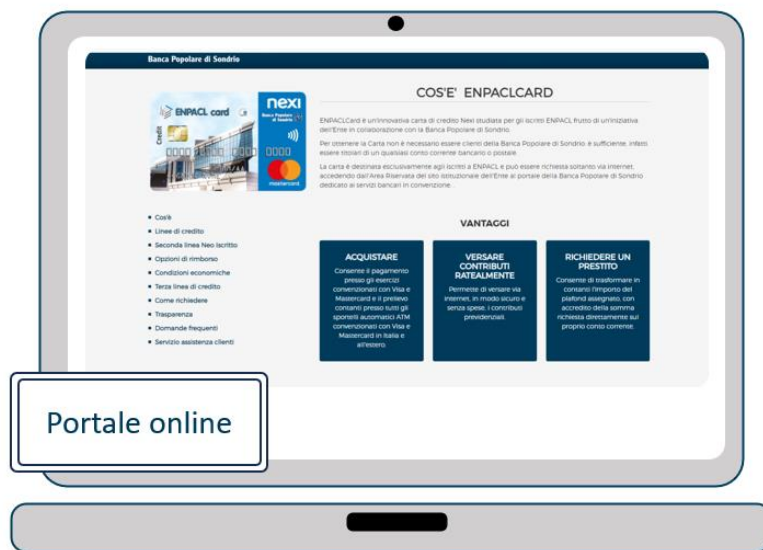 Banca Popolare di Sondrio
ENPACL card
nexi
Banca Popolare
di Sondrio
Credit
mastercard
COS'E' ENPACLCARD
ENPACLCard è un'innovativa carta di credito Nexi studiata per gli iscritti ENPACL frutto di un'iniziativa
dell'Ente in collaborazione con la Banca Popolare di Sondrio.
Per ottenere la Carta non è necessario essere clienti della Banca Popolare di Sondrio: è sufficiente, infatti
essere titolari di un qualsiasi conto corrente bancario o postale.
La carta è destinata esclusivamente agli iscritti a ENPACL e può essere richiesta soltanto via internet,
accedendo dall'Area Riservata del sito istituzionale dell'Ente al portale della Banca Popolare di Sondrio
dedicato ai servizi bancari in convenzione.
Cos'è
Linee di credito
Seconda linea Neo Iscritto
Opzioni di rimborso
Condizioni economiche
Terza linea di credito
Come richiedere
Trasparenza
Domande frequenti
Servizio assistenza clienti
VANTAGGI
ACQUISTARE
Consente il pagamento
presso gli esercizi
convenzionati con Visa e
Mastercard e il prelievo
contanti presso tutti gli
sportelli automatici ATM
convenzionati con Visa e
Mastercard in Italia e
all'estero.
VERSARE
CONTRIBUTI
RATEALMENTE
Permette di versare via
internet, in modo sicuro e
senza spese, i contributi
previdenziali.
RICHIEDERE UN
PRESTITO
Consente di trasformare in
contanti l'importo del
plafond assegnato, con
accredito della somma
richiesta direttamente sul
proprio conto corrente.
Portale online